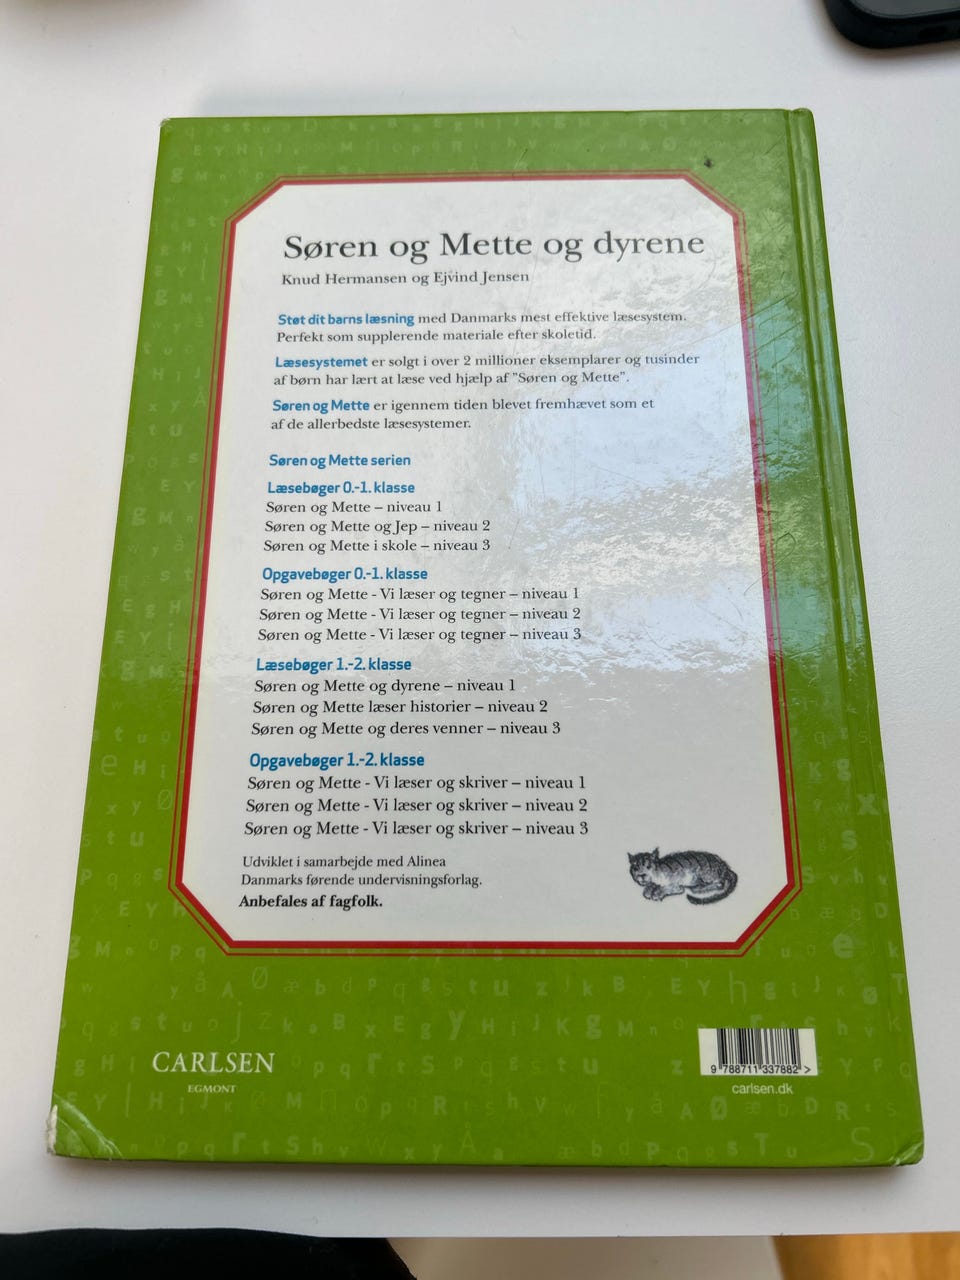 Søren og Mette og dyrene
Knud Hermansen og Ejvind Jensen
Støt dit barns læsning med Danmarks mest effektive læsesystem.
Perfekt som supplerende materiale efter skoletid.
Læsesystemet er solgt i over 2 millioner eksemplarer og tusinder
af børn har lært at læse ved hjælp af "Søren og Mette".
Søren og Mette er igennem tiden blevet fremhævet som et
af de allerbedste læsesystemer.
Søren og Mette serien
Læsebøger 0.-1. klasse
Søren og Mette – niveau 1
Søren og Mette og Jep – niveau 2
Søren og Mette i skole – niveau 3
Opgavebøger 0.-1. klasse
Søren og Mette - Vi læser og tegner – niveau 1
Søren og Mette - Vi læser og tegner – niveau 2
Søren og Mette - Vi læser og tegner – niveau 3
Læsebøger 1.-2. klasse
Søren og Mette og dyrene – niveau 1
Søren og Mette læser historier – niveau 2
Søren og Mette og deres venner – niveau 3
Opgavebøger 1.-2. klasse
Søren og Mette - Vi læser og skriver – niveau 1
Søren og Mette - Vi læser og skriver – niveau 2
Søren og Mette - Vi læser og skriver – niveau 3
Udviklet i samarbejde med Alinea
Danmarks førende undervisningsforlag.
Anbefales af fagfolk.
CARLSEN
EGMONT
9 788711 337882 >
carlsen.dk